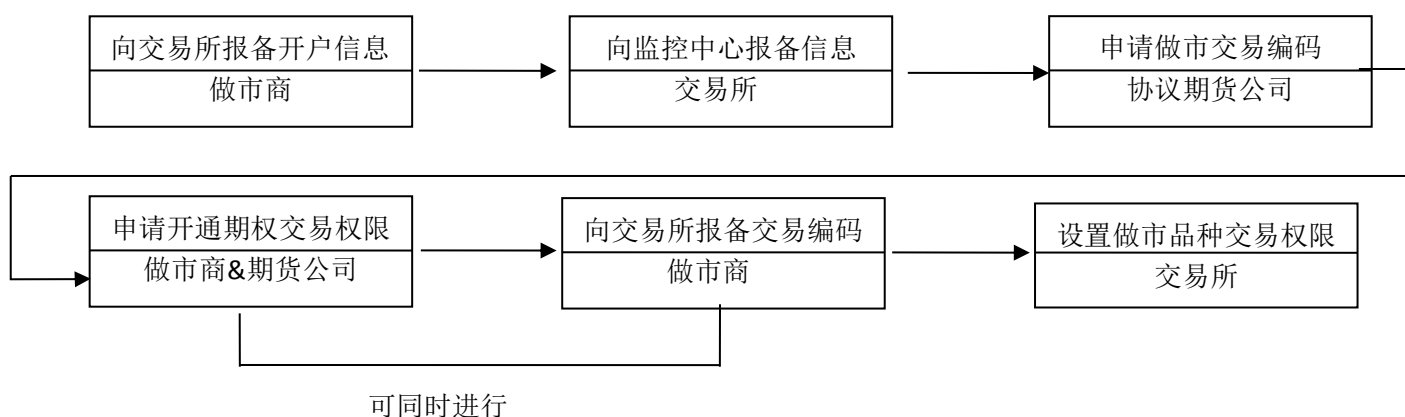 向交易所报备开户信息
做市商
向监控中心报备信息
交易所
申请做市交易编码
协议期货公司
申请开通期权交易权限
做市商&期货公司
向交易所报备交易编码
做市商
设置做市品种交易权限
交易所
可同时进行